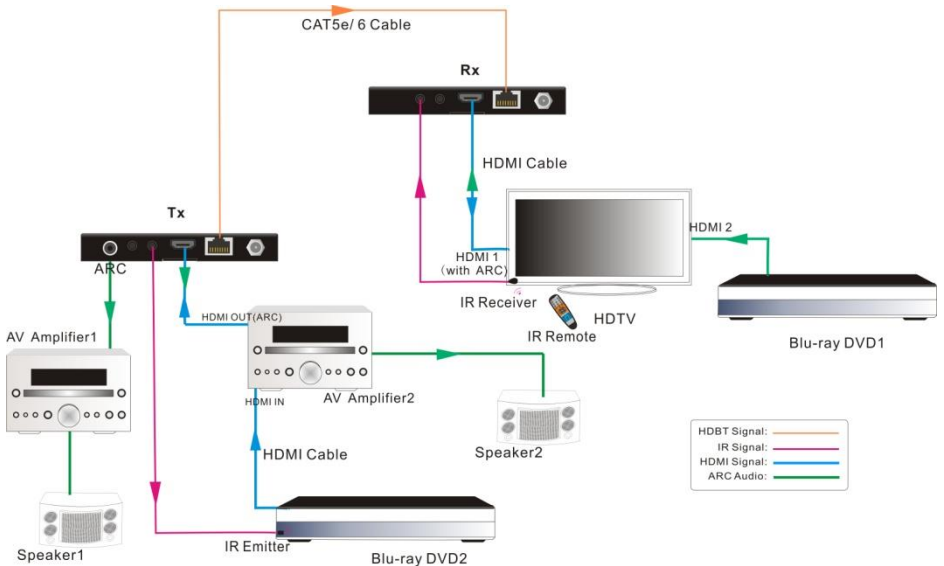 CAT5e/ 6 Cable
Rx
HDMI Cable
Tx
HDMI 2
HDMI 1
(with ARC)
ARC
IR Receiver
HDTV
HDMI OUT(ARC)
IR Remote
Blu-ray DVD1
AV Amplifier1
HDMI IN
AV Amplifier2
HDBT Signal:
HDMI Cable
Speaker2
IR Signal:
HDMI Signal:
ARC Audio:
IR Emitter
Speaker1
Blu-ray DVD2